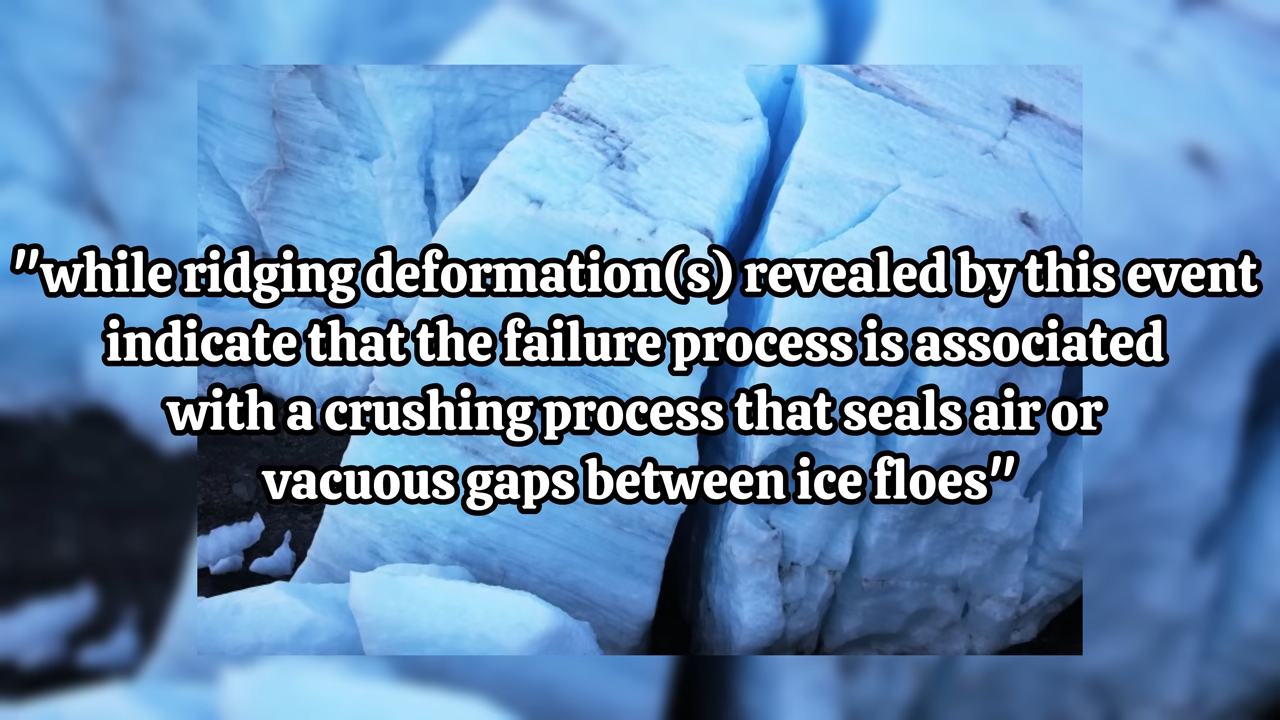 "while ridging deformation(s) revealed by this event
indicate that the failure process is associated
with a crushing process that seals air or
vacuous gaps between ice floes"